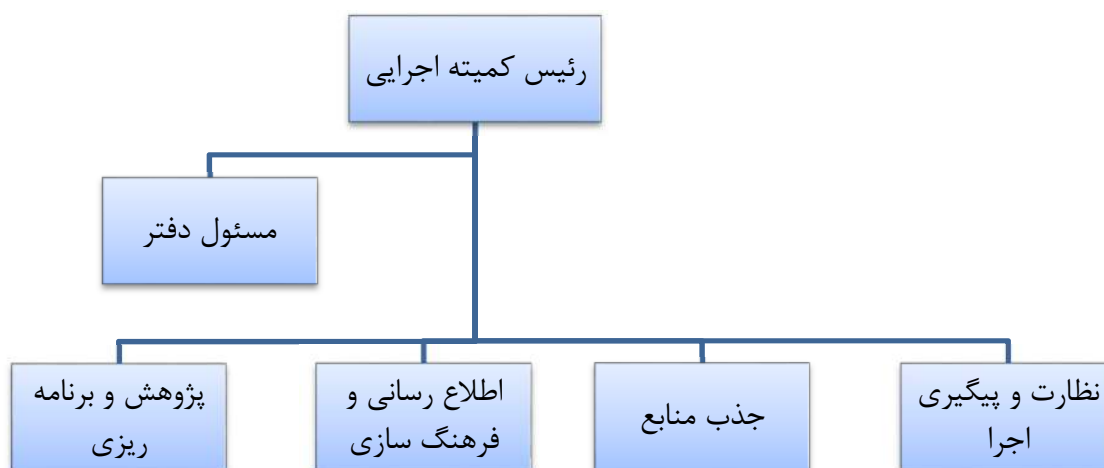 رئیس کمیته اجرایی
مسئول دفتر
نظارت و پیگیری
اجرا
جذب منابع
اطلاع رسانی و
فرهنگ سازی
پژوهش و برنامه
ریزی